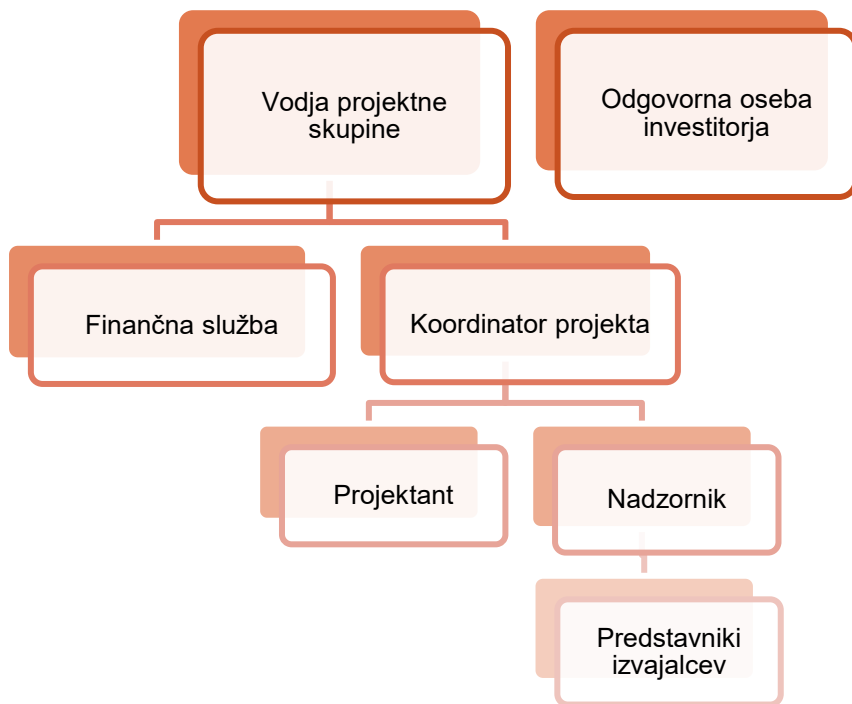 Vodja projektne
skupine
Odgovorna oseba
investitorja
Finančna služba
Koordinator projekta
Projektant
Nadzornik
Predstavniki
izvajalcev